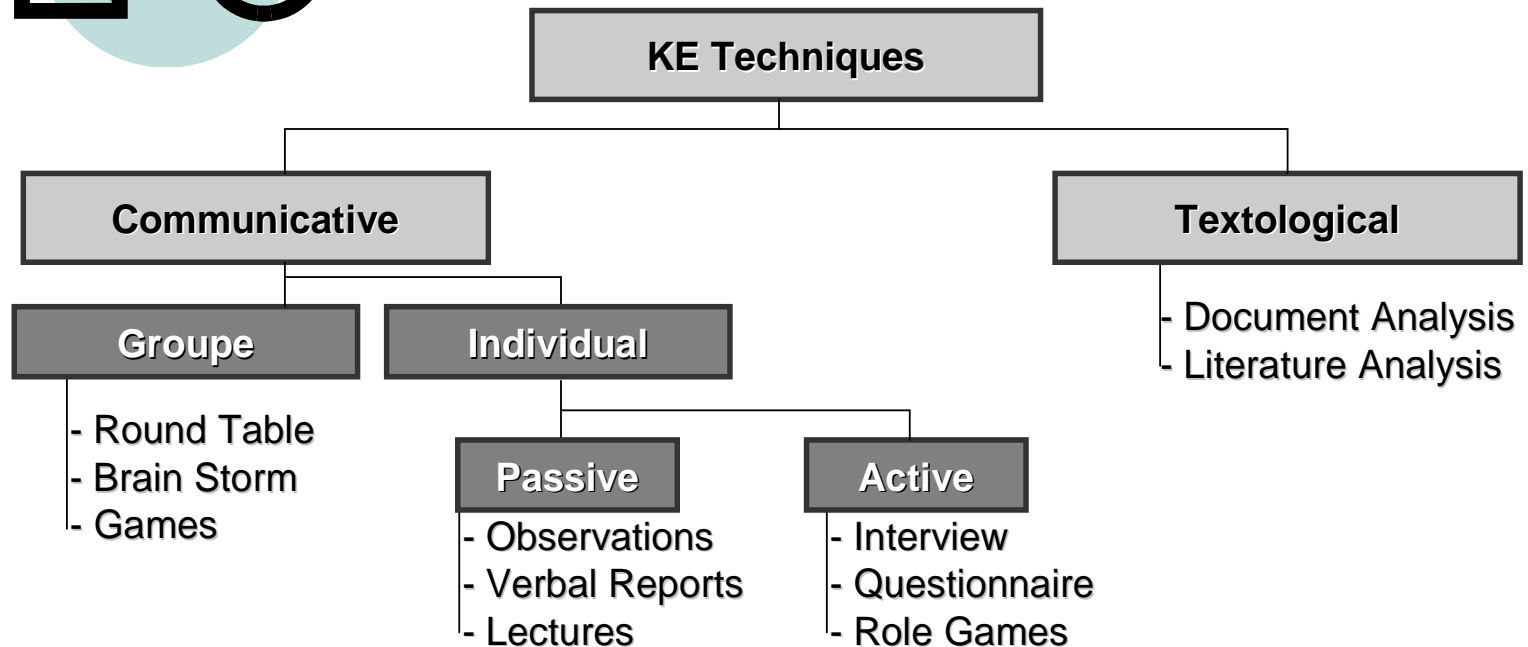 KE Techniques
Communicative
Textological
Groupe
Individual
- Document Analysis
- Literature Analysis
- Round Table
- Brain Storm
- Games
Passive
Active
- Observations
- Verbal Reports
- Lectures
- Interview
- Questionnaire
- Role Games